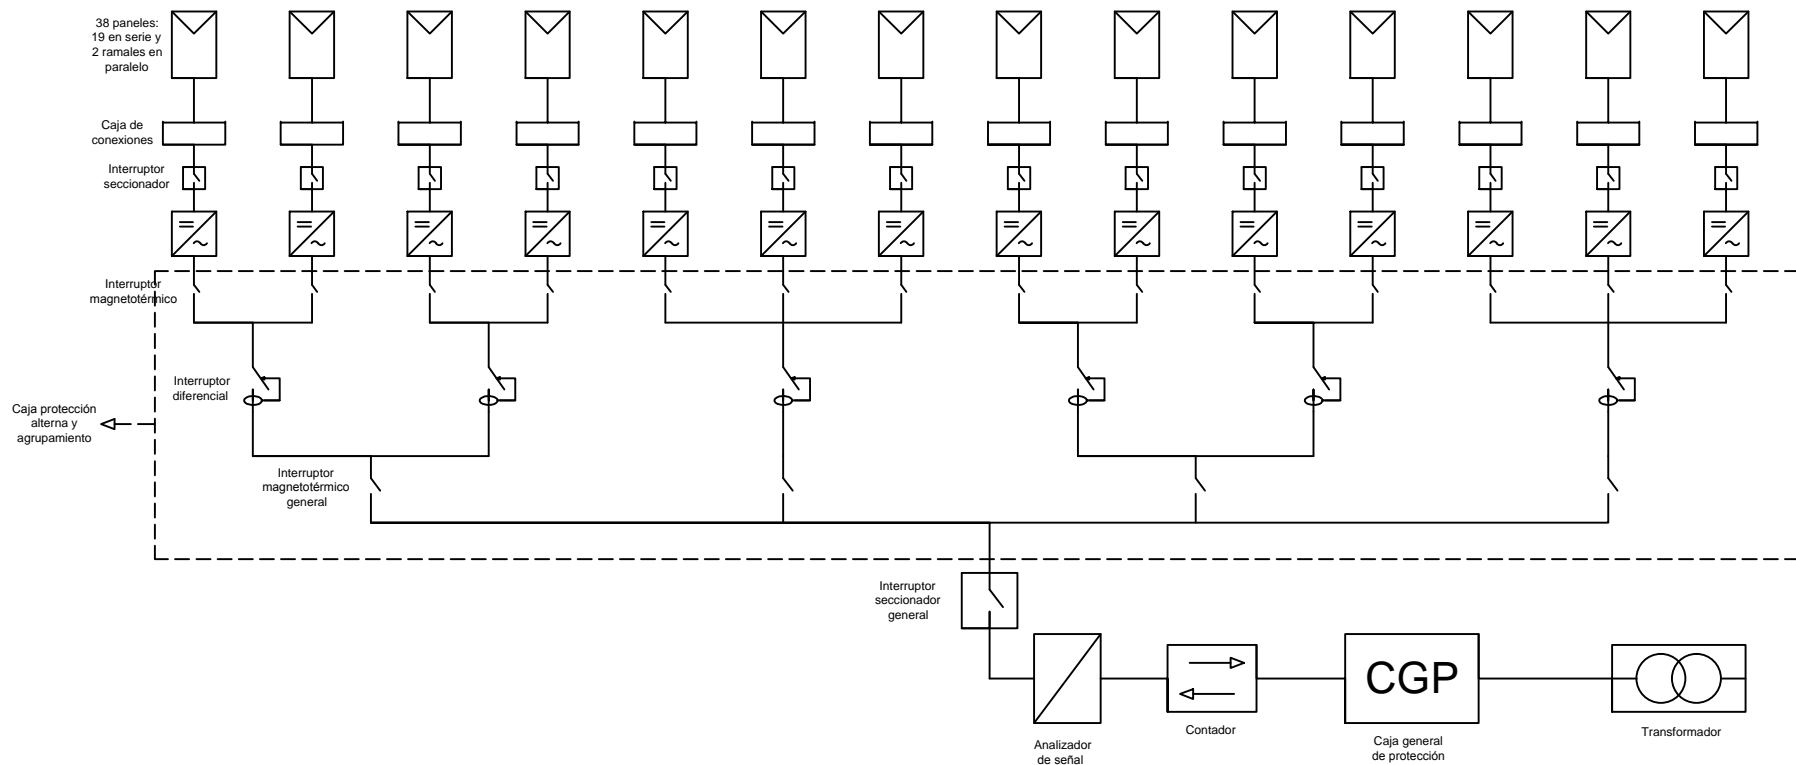 38 paneles:
19 en serie y
2 ramales en
paralelo
Caja de
conexiones
Interruptor
seccionador
Interruptor
magnetotérmico
Interruptor
diferencial
Caja protección
alterna y
agrupamiento
Interruptor
magnetotérmico
general
Interruptor
seccionador
general
CGP
Analizador
de señal
Contador
Caja general
de protección
Transformador